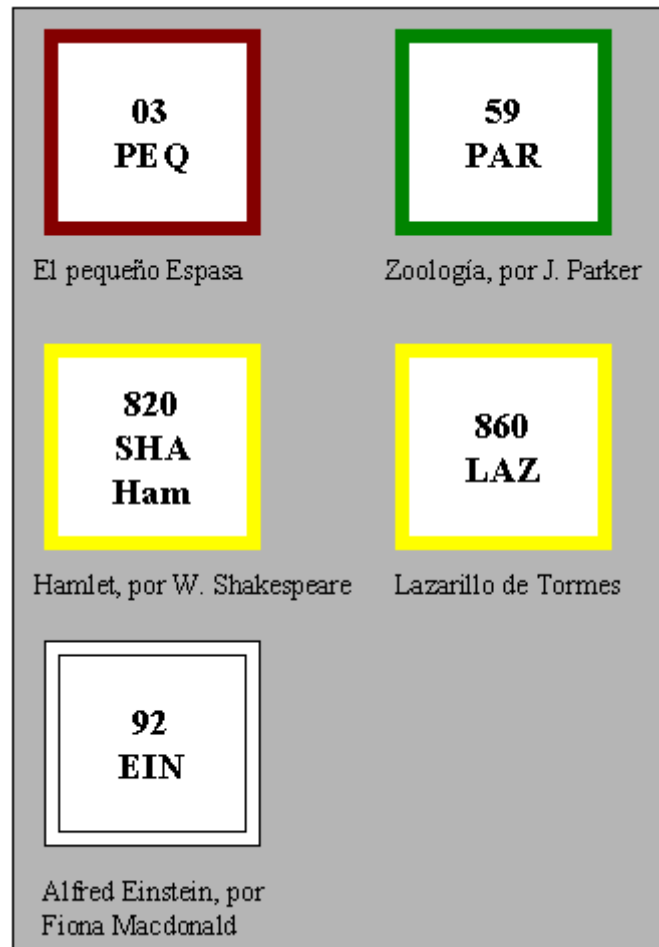 03
PEQ
El pequeño Espasa
59
PAR
Zoología, por J. Parker
820
SHA
Ham
Hamlet, por W. Shakespeare
860
LAZ
Lazarillo de Tormes
92
EIN
Alfred Einstein, por
Fiona Macdonald